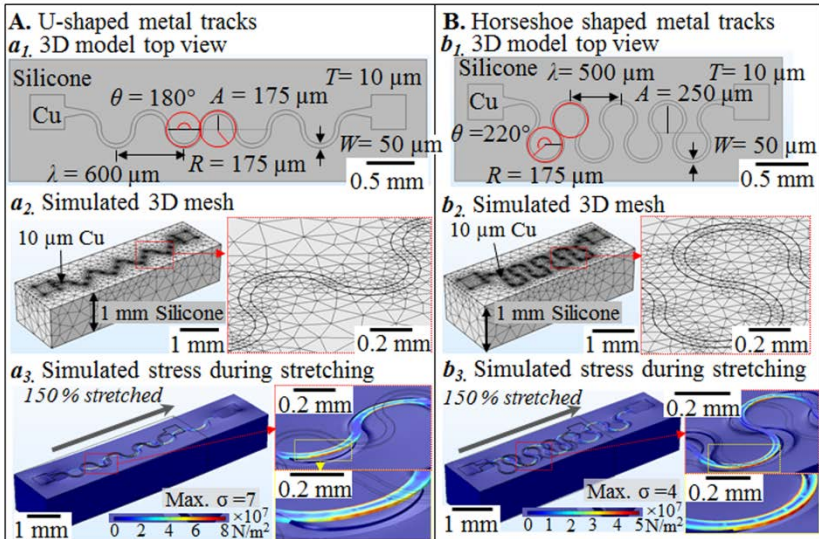 A. U-shaped metal tracks
a1. 3D model top view
Silicone
T= 10 µm
θ = 180°
A = 175 µm
Cu
W= 50 µm
λ = 600 µm
R = 175 µm
0.5 mm
a2. Simulated 3D mesh
10 µm Cu
1 mm Silicone
1 mm
0.2 mm
a3. Simulated stress during stretching
150 % stretched
0.2 mm
0.2 mm
Max. σ =7
1 mm
0 2 4 6 8
×10⁷
N/m²
B. Horseshoe shaped metal tracks
b1. 3D model top view
Silicone
λ= 500 µm
T= 10 µm
A = 250 µm
Cu
θ= 220°
W= 50 µm
R = 175 µm
0.5 mm
b2. Simulated 3D mesh
10 µm Cu
1 mm Silicone
1 mm
0.2 mm
b3. Simulated stress during stretching
150 % stretched
0.2 mm
0.2 mm
Max. σ =4
1 mm
0 1 2 3 4 5
×10⁷
N/m²